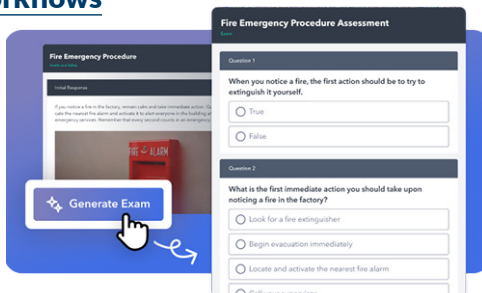 Fire Emergency Procedure
Initial Response
If you notice a fire in the factory, remain calm and take immediate action.
cate the nearest fire alarm and activate it to alert everyone in the building
emergency services. Remember that every second counts in an emergency
FIRE ALARM
Generate Exam
Fire Emergency Procedure Assessment
Exam
Question 1
When you notice a fire, the first action should be to try to
extinguish it yourself.
True
False
Question 2
What is the first immediate action you should take upon
noticing a fire in the factory?
Look for a fire extinguisher
Begin evacuation immediately
Locate and activate the nearest fire alarm